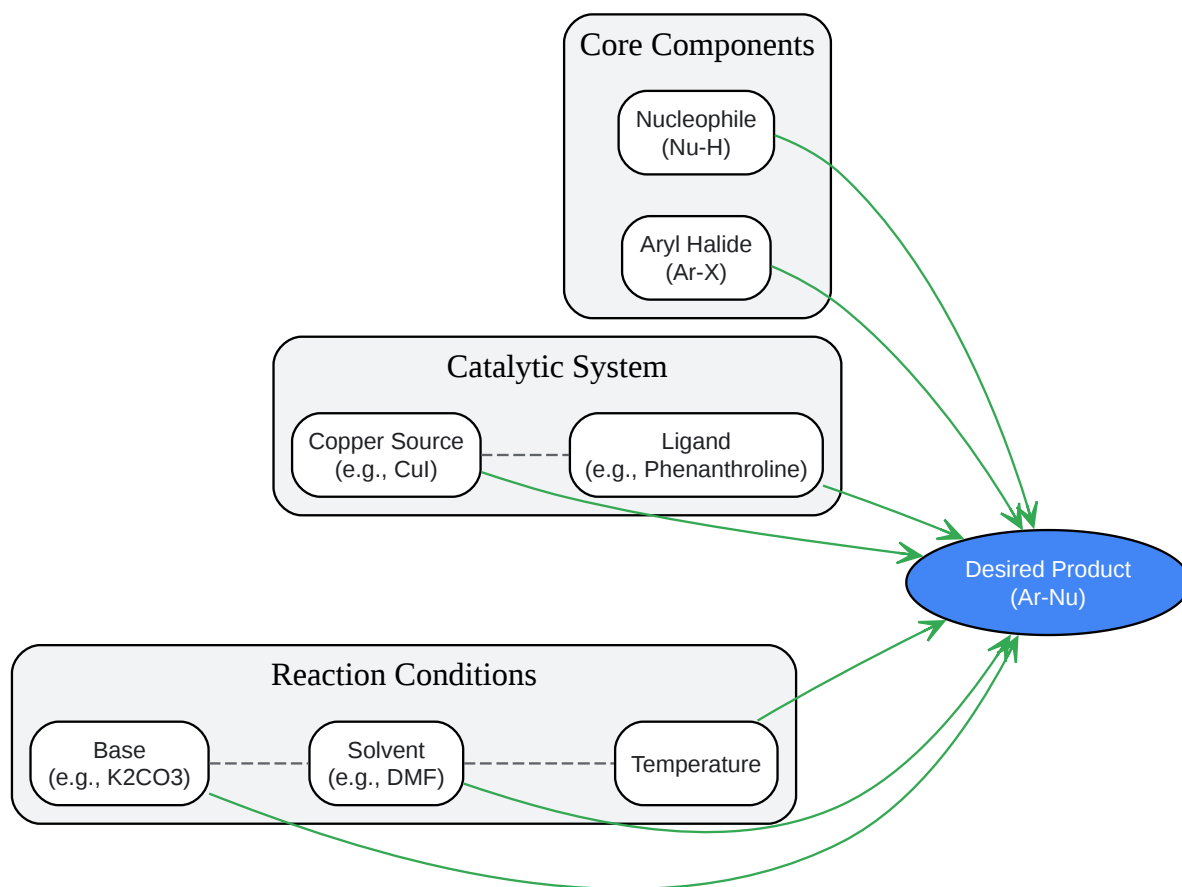 Core Components
Nucleophile
(Nu-H)
Aryl Halide
(Ar-X)
Catalytic System
Copper Source
(e.g., CuI)
Ligand
(e.g., Phenanthroline)
Desired Product
(Ar-Nu)
Reaction Conditions
Base
(e.g., K2CO3)
Solvent
(e.g., DMF)
Temperature